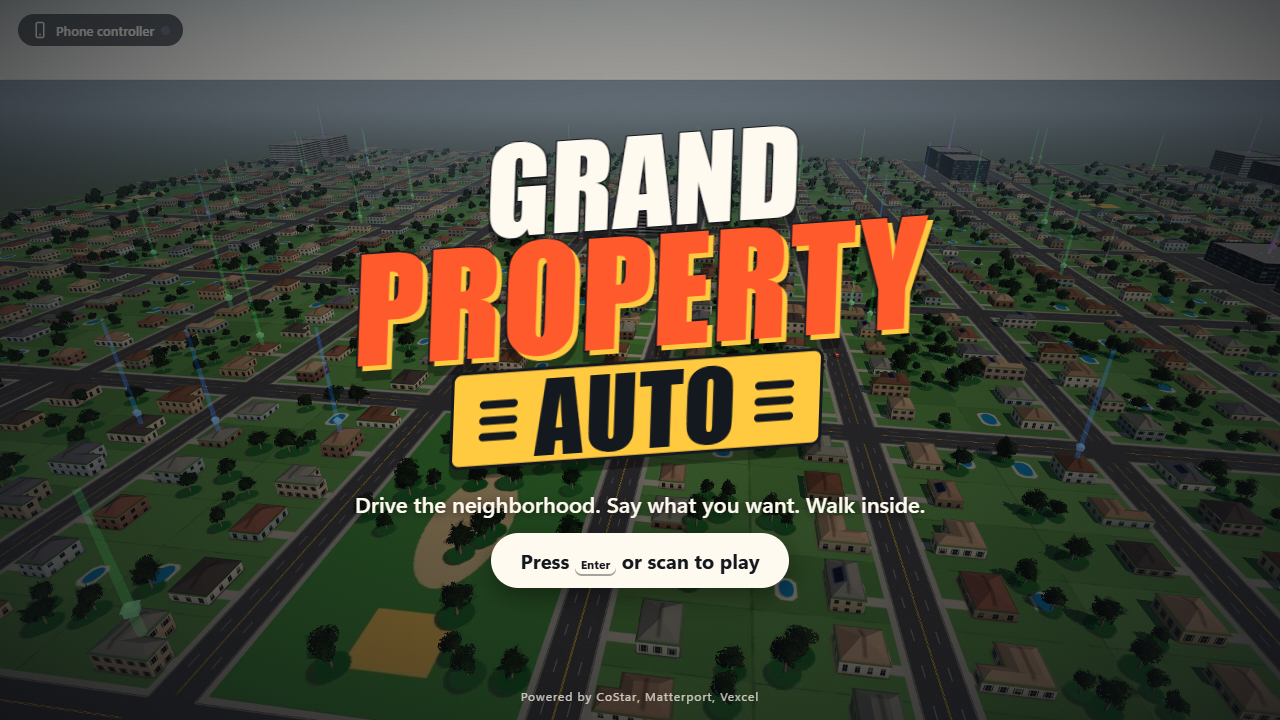 Phone controller
GRAND
PROPERTY
AUTO
Drive the neighborhood. Say what you want. Walk inside.
Press Enter or scan to play
Powered by CoStar, Matterport, Vexcel